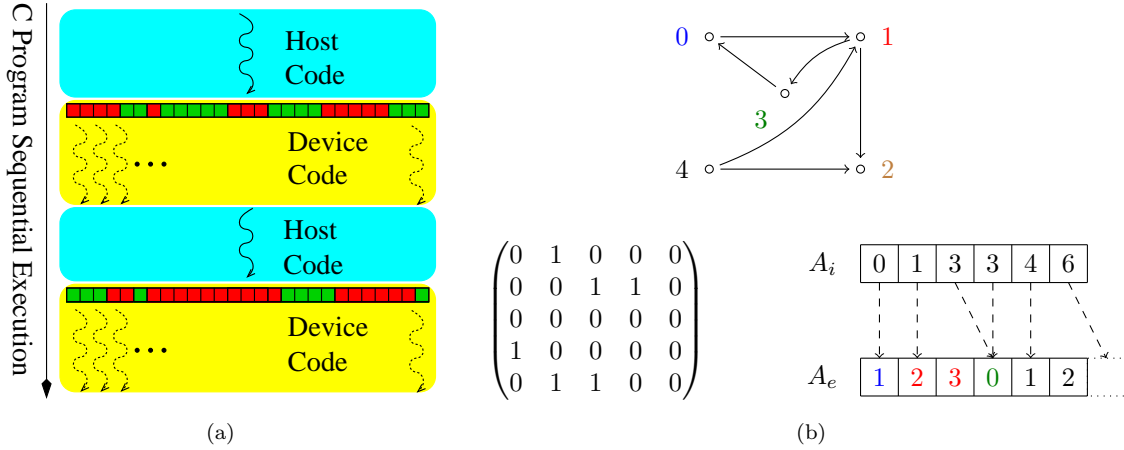 C Program Sequential Execution
Host
Code
Device
Code
Host
Code
Device
Code
(a)
0 1
3
4 2
0 1 0 0 0
0 0 1 1 0
0 0 0 0 0
1 0 0 0 0
0 1 1 0 0
A_i 0 1 3 3 4 6
A_e 1 2 3 0 1 2
(b)